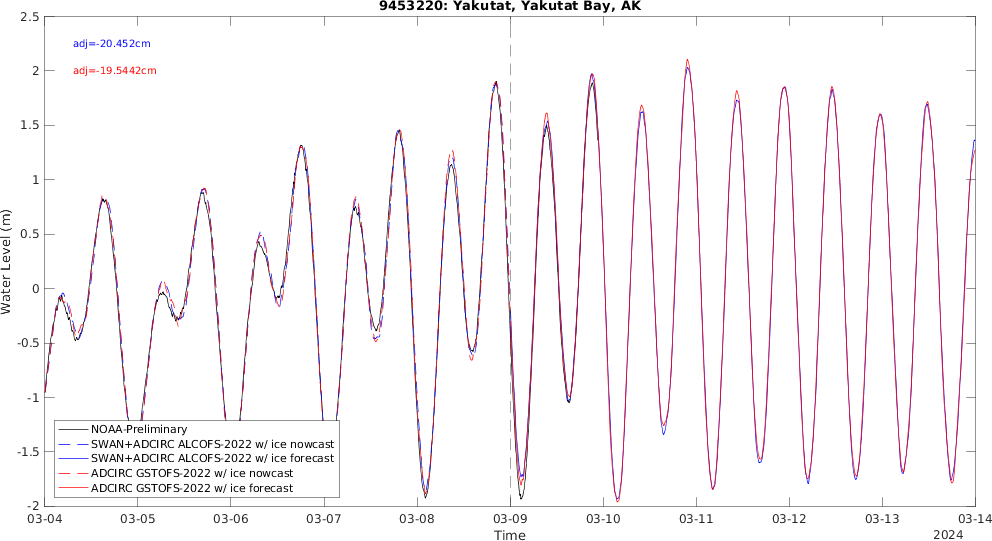 9453220: Yakutat, Yakutat Bay, AK
adj=-20.452cm
adj=-19.5442cm
2.5
2
1.5
1
0.5
0
-0.5
-1
-1.5
-2
Water Level (m)
NOAA-Preliminary
SWAN+ADCIRC ALCOFS-2022 w/ ice nowcast
SWAN+ADCIRC ALCOFS-2022 w/ ice forecast
ADCIRC GSTOFS-2022 w/ ice nowcast
ADCIRC GSTOFS-2022 w/ ice forecast
03-04 03-05 03-06 03-07 03-08 03-09 03-10 03-11 03-12 03-13 03-14
Time
2024